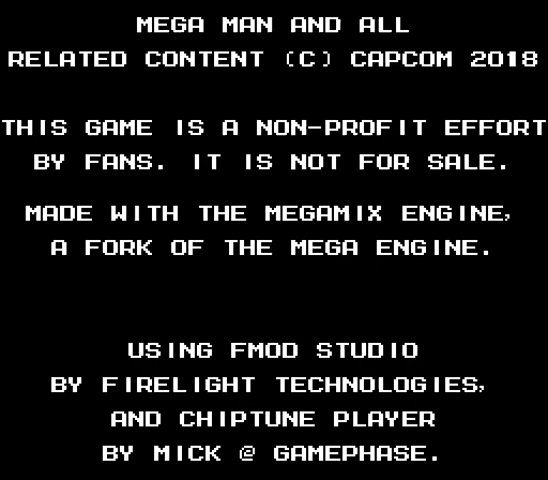 MEGA MAN AND ALL
RELATED CONTENT (C) CAPCOM 2018
THIS GAME IS A NON-PROFIT EFFORT
BY FANS. IT IS NOT FOR SALE.
MADE WITH THE MEGAMIX ENGINE,
A FORK OF THE MEGA ENGINE.
USING FMOD STUDIO
BY FIRELIGHT TECHNOLOGIES,
AND CHIPTUNE PLAYER
BY MICK @ GAMEPHASE.